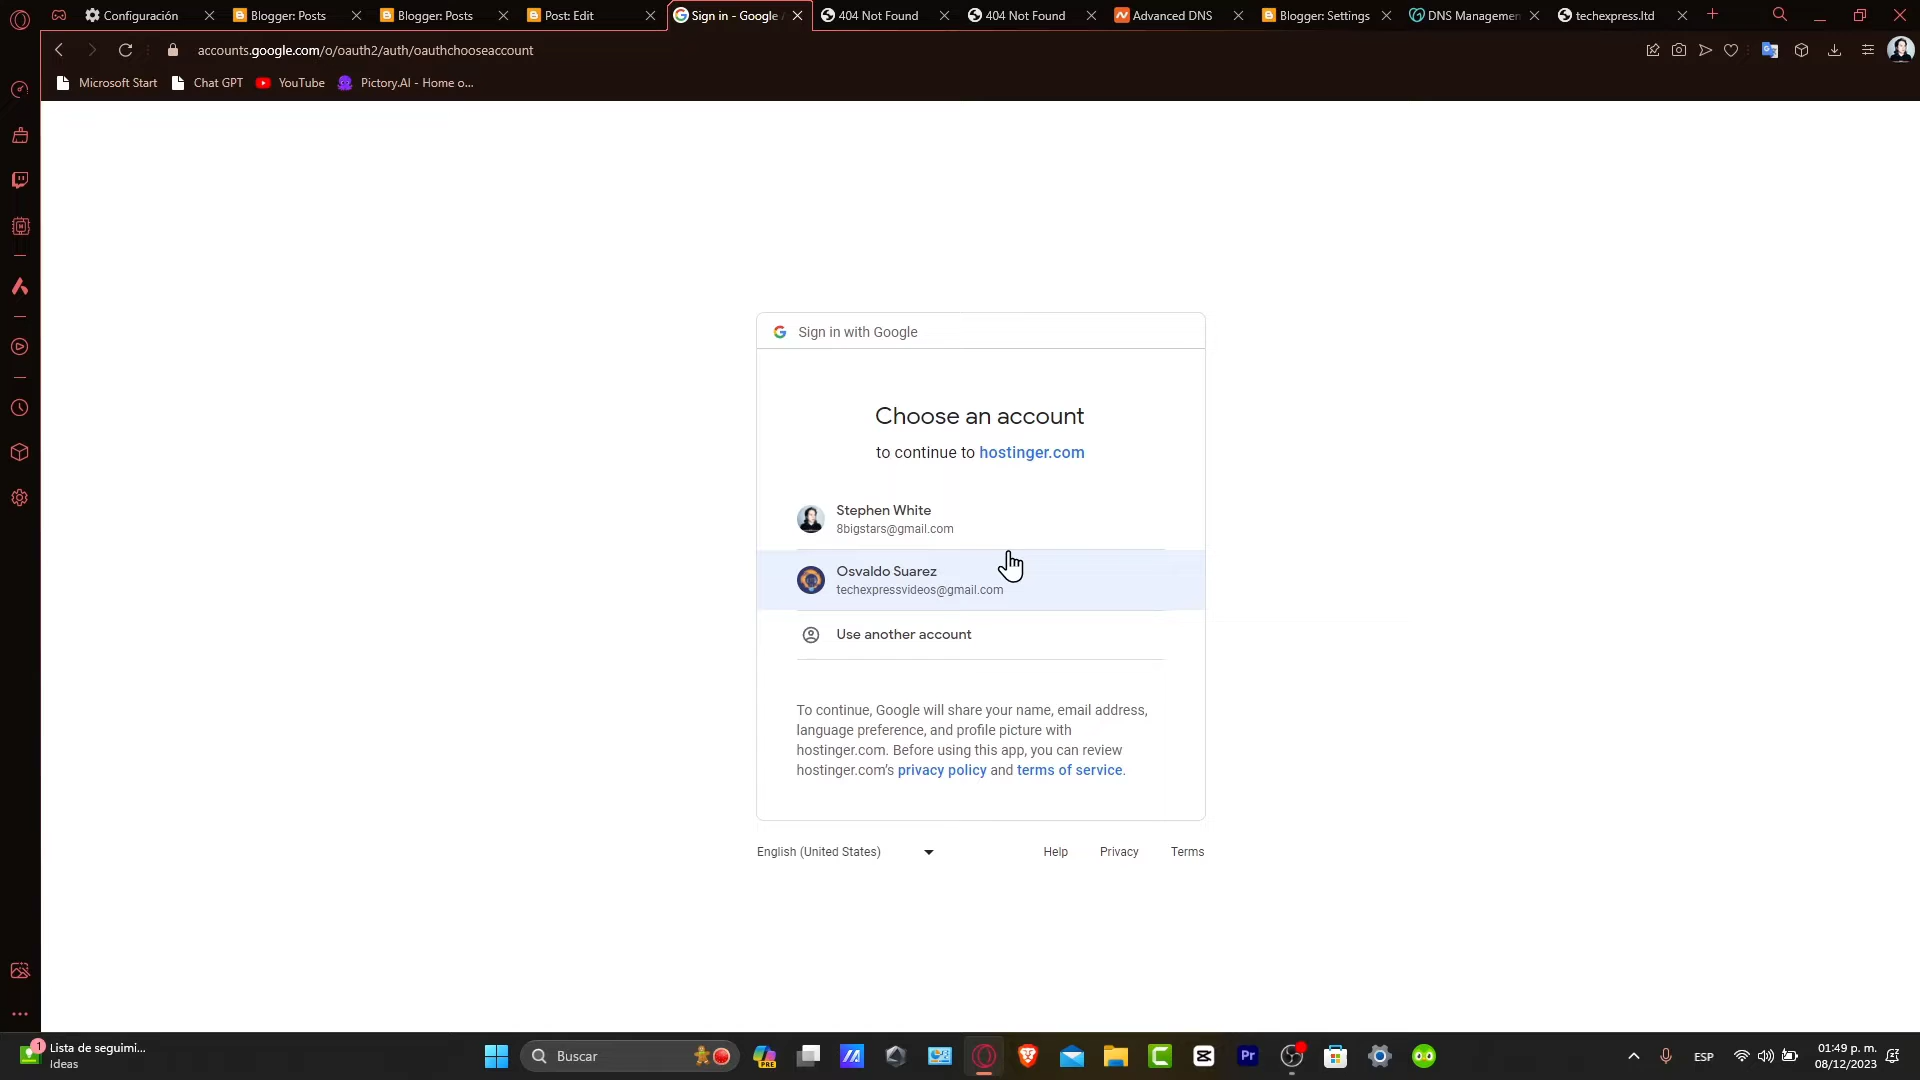 Configuración
Blogger: Posts
Blogger: Posts
Post: Edit
Sign in - Google
404 Not Found
404 Not Found
Advanced DNS
Blogger: Settings
DNS Managemen
techexpress.ltd
accounts.google.com/o/oauth2/auth/oauthchooseaccount
Microsoft Start
Chat GPT
YouTube
Pictory.AI - Home o...
Sign in with Google
Choose an account
to continue to hostinger.com
Stephen White
8bigstars@gmail.com
Osvaldo Suarez
techexpressvideos@gmail.com
Use another account
To continue, Google will share your name, email address,
language preference, and profile picture with
hostinger.com. Before using this app, you can review
hostinger.com's privacy policy and terms of service.
English (United States)
Help
Privacy
Terms
1
Lista de seguimi...
Ideas
Buscar
PRE
Pr
ESP
01:49 p. m.
08/12/2023